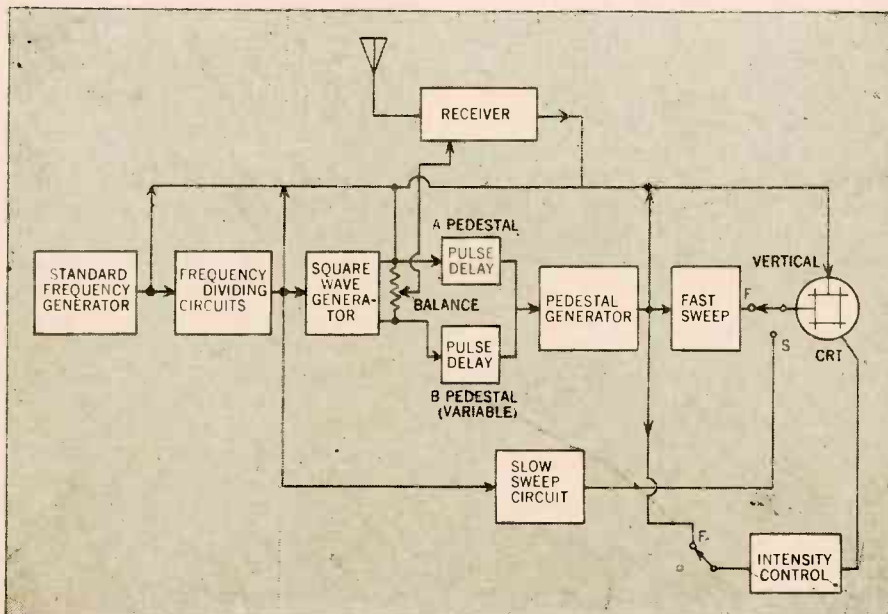 RECEIVER
A PEDESTAL
STANDARD
FREQUENCY
GENERATOR
FREQUENCY
DIVIDING
CIRCUITS
SQUARE
WAVE
GENERA-
TOR
PULSE
DELAY
BALANCE
PULSE
DELAY
B PEDESTAL
(VARIABLE)
PEDESTAL
GENERATOR
FAST
SWEEP
VERTICAL
F
S
CRT
SLOW
SWEEP
CIRCUIT
F
INTENSITY
CONTROL